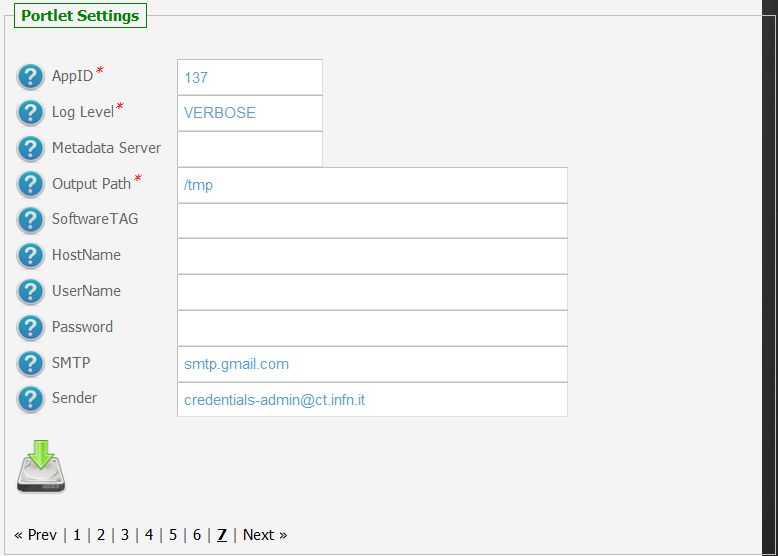 Portlet Settings
AppID* 137
Log Level* VERBOSE
Metadata Server
Output Path* /tmp
SoftwareTAG
HostName
UserName
Password
SMTP smtp.gmail.com
Sender credentials-admin@ct.infn.it
« Prev | 1 | 2 | 3 | 4 | 5 | 6 | 7 | Next »